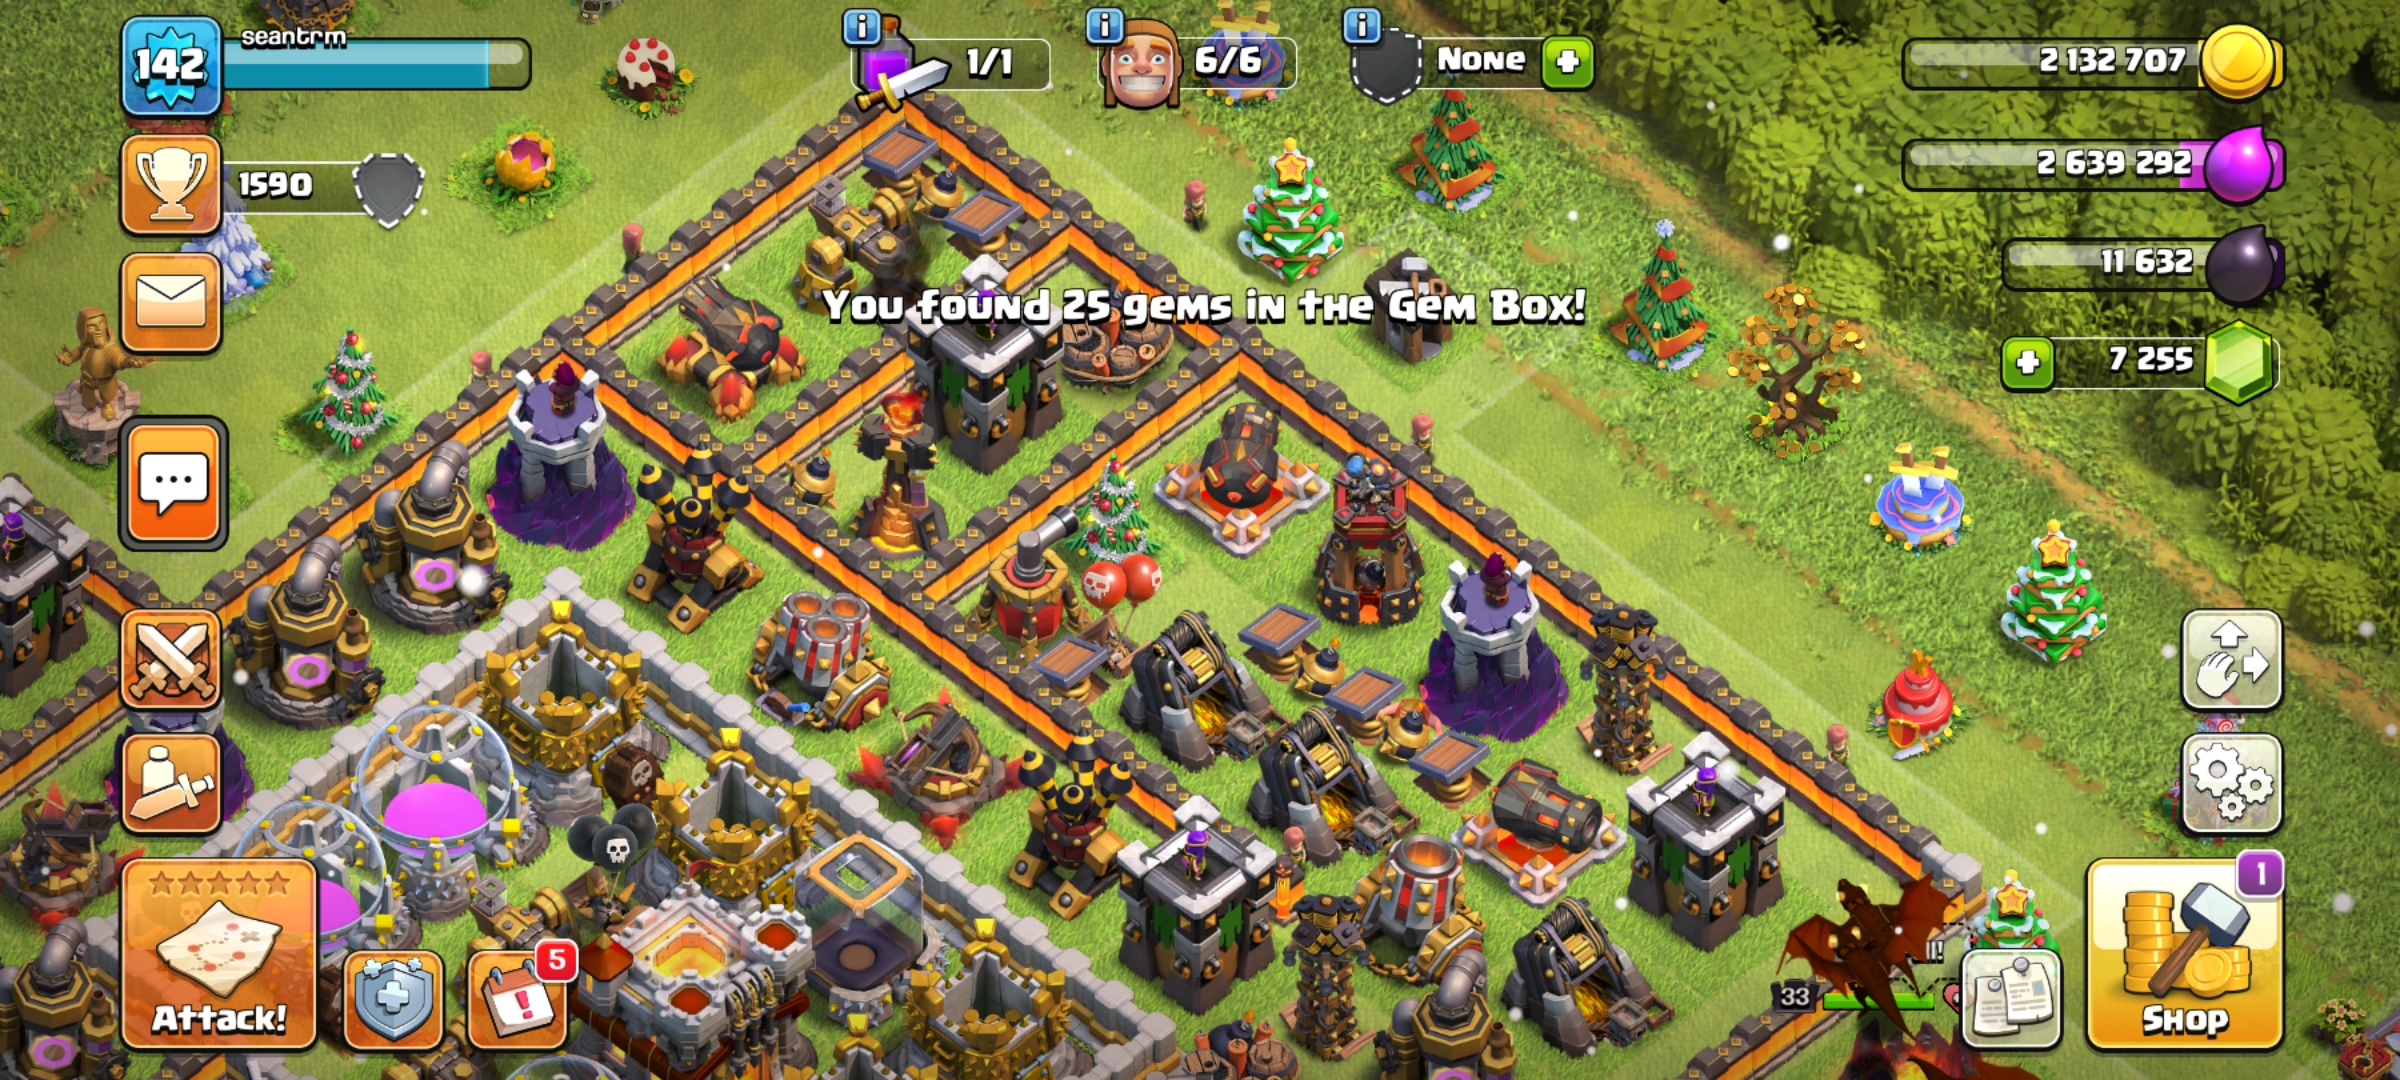 142
seantrm
1/1
6/6
None
2 132 707
1590
2 639 292
11 632
You found 25 gems in the Gem Box!
7 255
1
5
33
Attack!
Shop